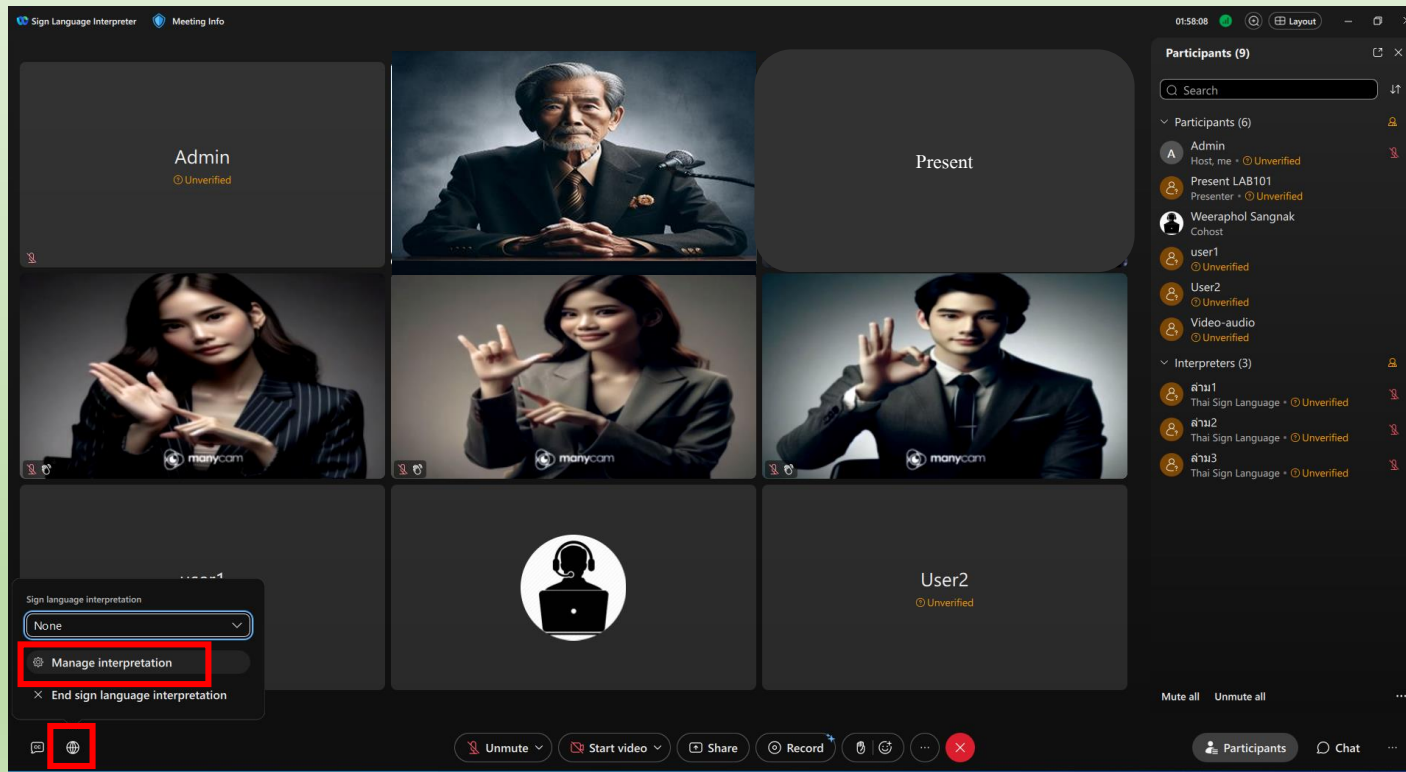 Sign Language Interpreter Meeting Info
01:58:08 Layout
Participants (9)
Search
Participants (6)
Admin
Host, me • Unverified
Present LAB101
Presenter • Unverified
Weeraphol Sangnak
Cohost
user1
Unverified
User2
Unverified
Video-audio
Unverified
Interpreters (3)
ล่าม1
Thai Sign Language • Unverified
ล่าม2
Thai Sign Language • Unverified
ล่าม3
Thai Sign Language • Unverified
Mute all Unmute all
Admin
Unverified
Present
manycam
manycam
manycam
user1
User2
Unverified
Sign language interpretation
None
Manage interpretation
End sign language interpretation
CC
Unmute Start video Share Record
Participants Chat